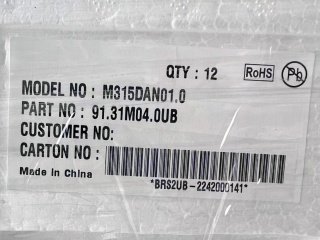 QTY : 12 RoHS Pb
MODEL NO : M315DAN01.0
PART NO : 91.31M04.0UB
CUSTOMER NO:
CARTON NO :
Made in China
*BRS2UB-2242000141*